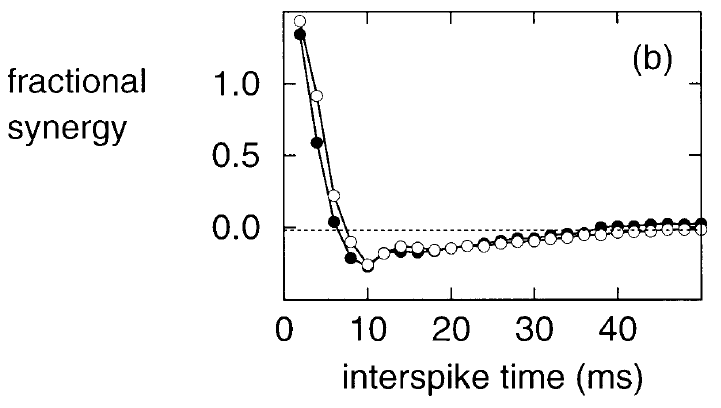 (b)
fractional
synergy
1.0
0.5
0.0
0 10 20 30 40
interspike time (ms)